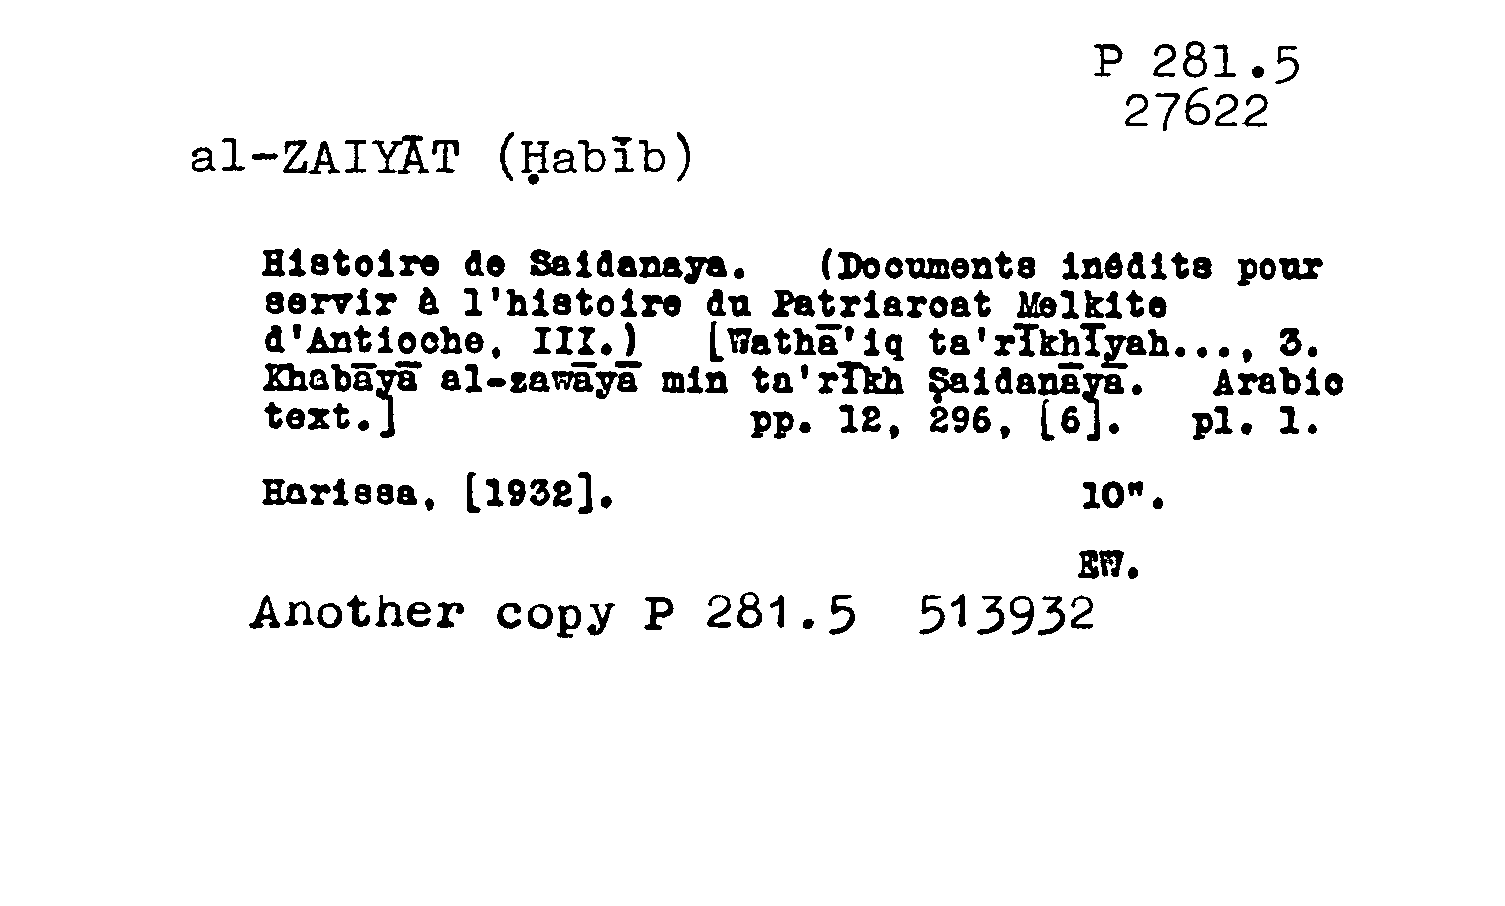 P 281.5
27622
al-ZAIYĀT (Ḥabīb)
Histoire de Saidanaya. (Documents inédits pour
servir à l'histoire du Patriarcat Melkite
d'Antioche, III.) [Wathā'iq ta'rīkhīyah..., 3.
Khabāyā al-zawāyā min ta'rīkh Ṣaidanāyā. Arabic
text.] pp. 12, 296, [6]. pl. 1.
Harissa, [1932]. 10".
EW.
Another copy P 281.5 513932